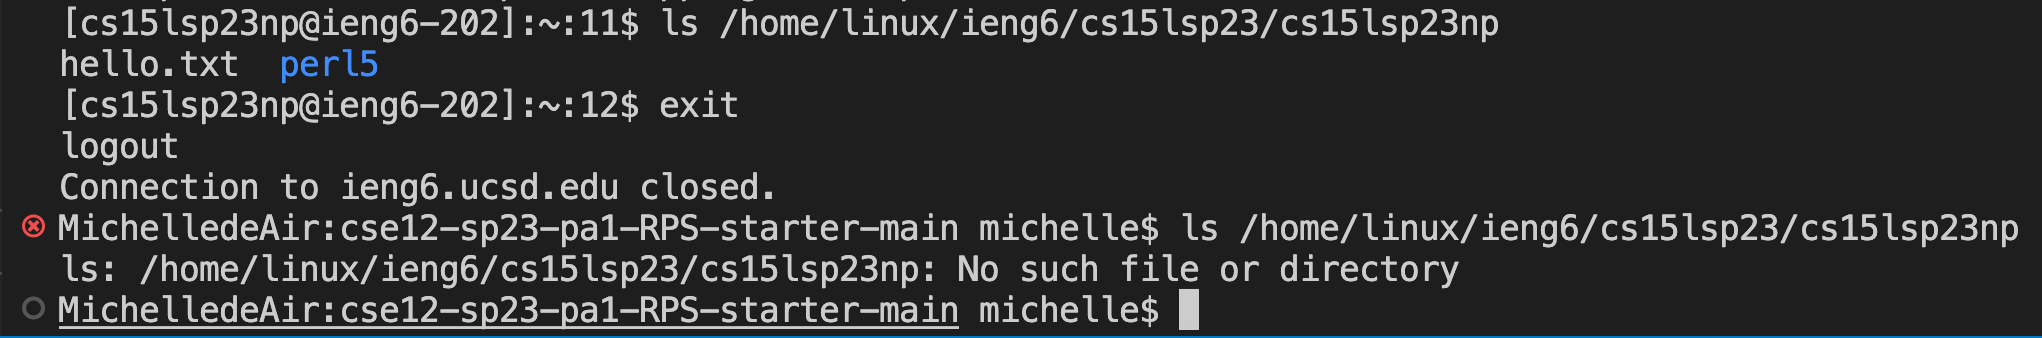 [cs15lsp23np@ieng6-202]:~:11$ ls /home/linux/ieng6/cs15lsp23/cs15lsp23np
hello.txt  perl5
[cs15lsp23np@ieng6-202]:~:12$ exit
logout
Connection to ieng6.ucsd.edu closed.
MichelledeAir:cse12-sp23-pa1-RPS-starter-main michelle$ ls /home/linux/ieng6/cs15lsp23/cs15lsp23np
ls: /home/linux/ieng6/cs15lsp23/cs15lsp23np: No such file or directory
MichelledeAir:cse12-sp23-pa1-RPS-starter-main michelle$